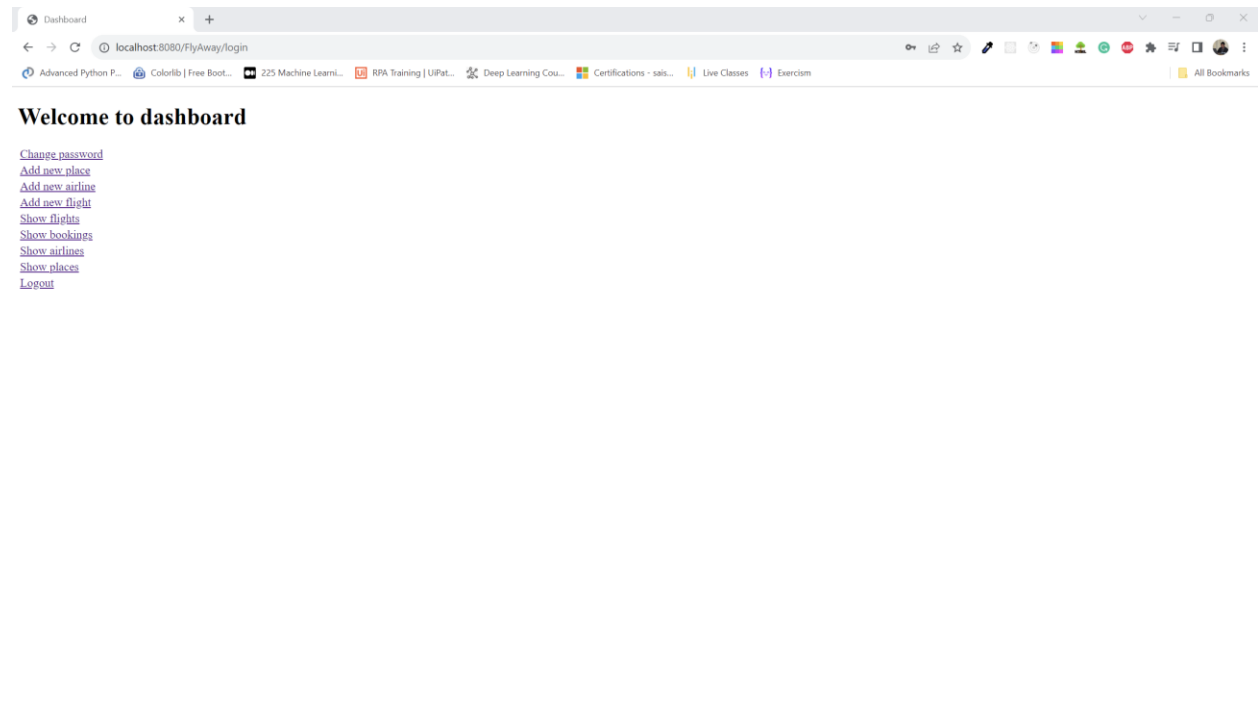 Dashboard
localhost:8080/FlyAway/login
Advanced Python P... Colorlib | Free Boot... 225 Machine Learni... RPA Training | UiPat... Deep Learning Cou... Certifications - sais... Live Classes Exercism All Bookmarks
Welcome to dashboard
Change password
Add new place
Add new airline
Add new flight
Show flights
Show bookings
Show airlines
Show places
Logout